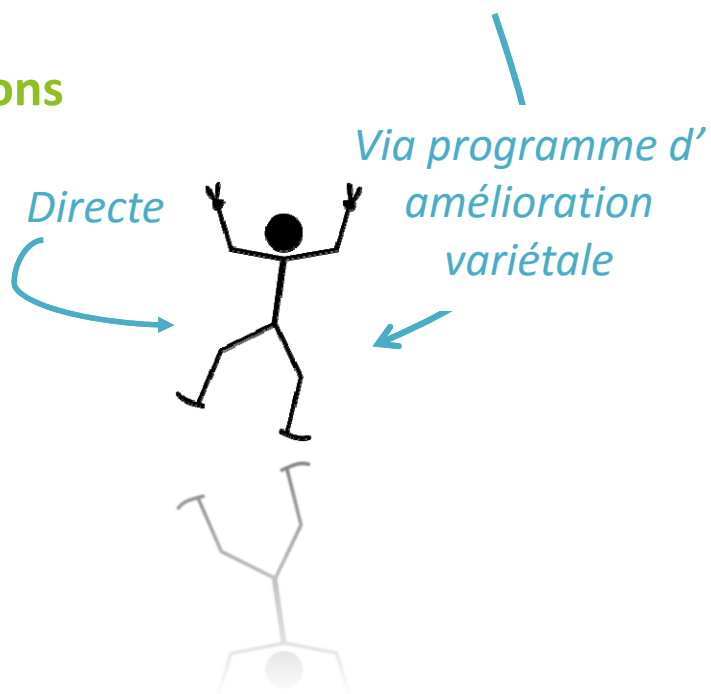 ons
Via programme d’
Directe
amélioration
variétale